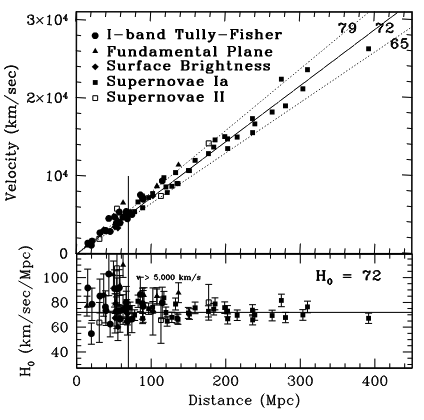 3×10⁴
79 72
● I-band Tully-Fisher
65
▲ Fundamental Plane
◆ Surface Brightness
■ Supernovae Ia
2×10⁴
□ Supernovae II
Velocity (km/sec)
10⁴
0
v > 5,000 km/s
H₀ = 72
100
80
60
40
H₀ (km/sec/Mpc)
0 100 200 300 400
Distance (Mpc)